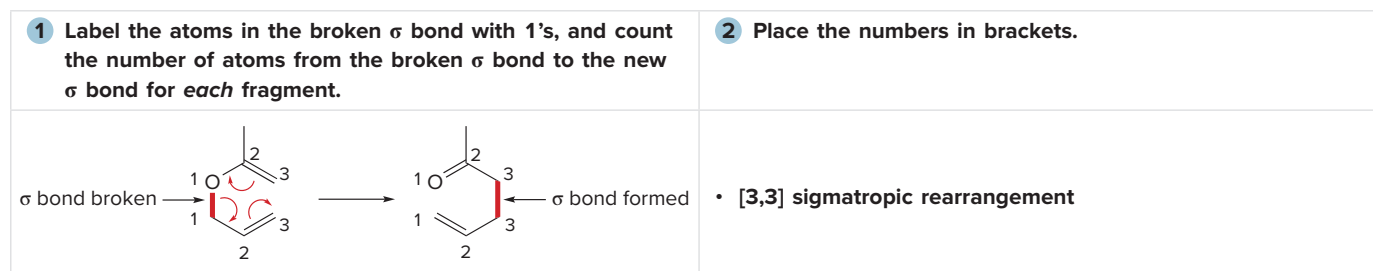 1 Label the atoms in the broken σ bond with 1's, and count
the number of atoms from the broken σ bond to the new
σ bond for each fragment.
2 Place the numbers in brackets.
2
1 O 3
σ bond broken
1 3
2
2
1 O 3
σ bond formed
1 3
2
• [3,3] sigmatropic rearrangement